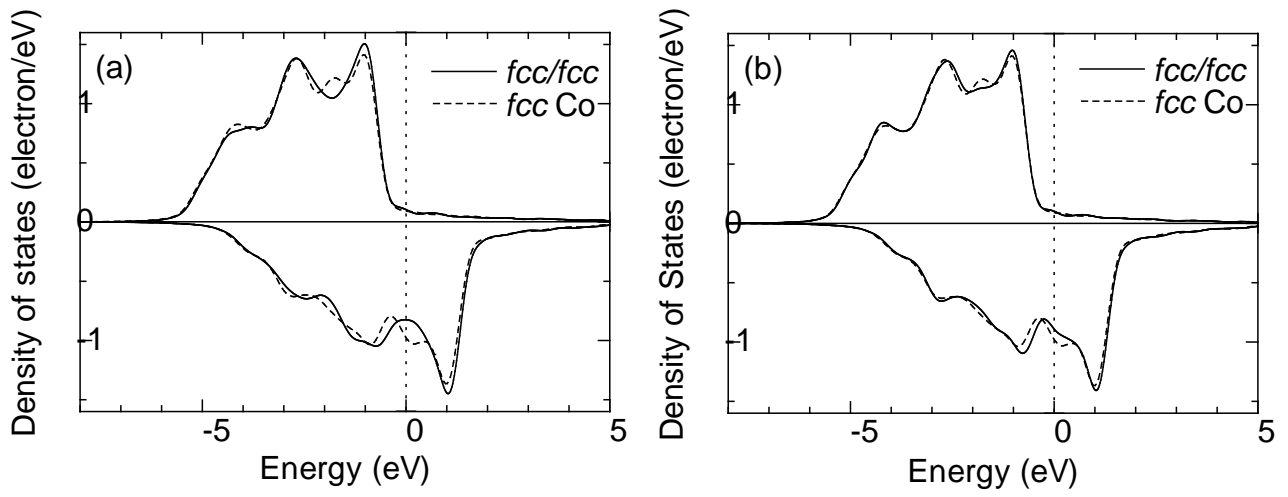 Density of states (electron/eV)
(a)
fcc/fcc
fcc Co
1
0
-1
-5
0
5
Energy (eV)
Density of States (electron/eV)
(b)
fcc/fcc
fcc Co
1
0
-1
-5
0
5
Energy (eV)